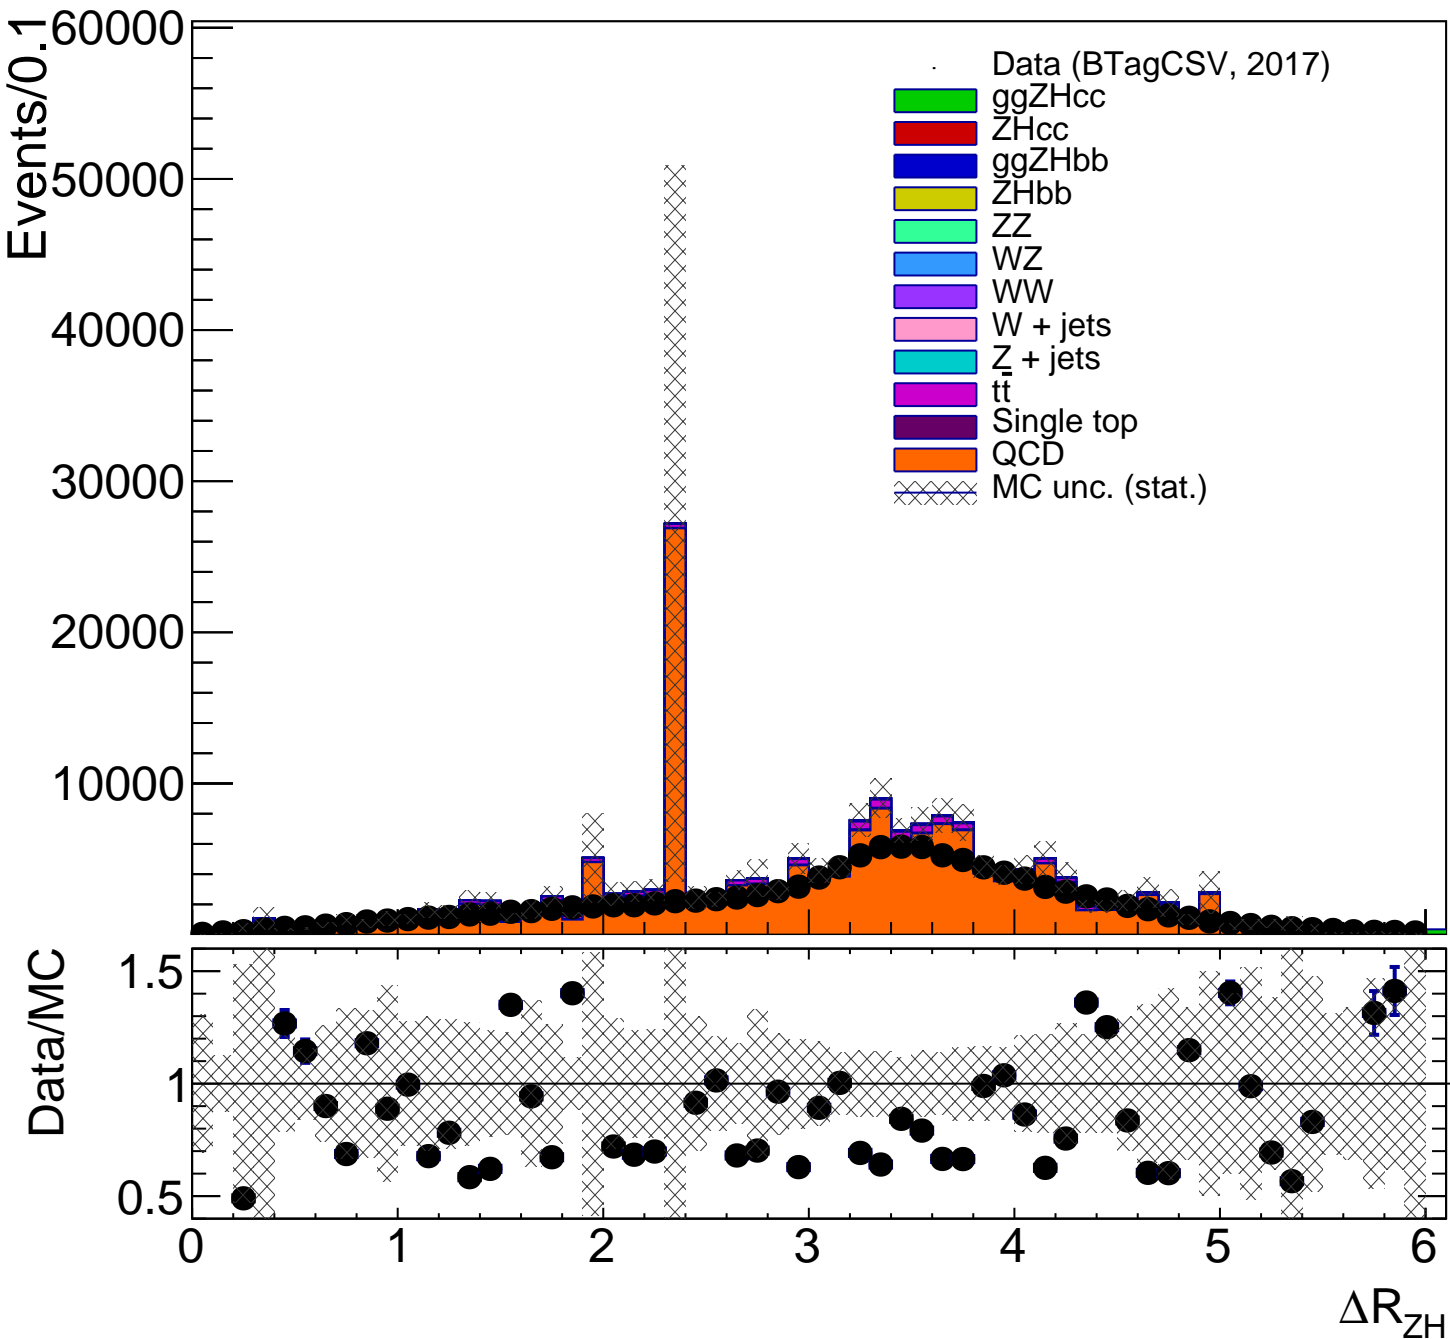 Events/0.1
60000
50000
40000
30000
20000
10000
Data (BTagCSV, 2017)
ggZHcc
ZHcc
ggZHbb
ZHbb
ZZ
WZ
WW
W + jets
Z + jets
tt̄
Single top
QCD
MC unc. (stat.)
Data/MC
1.5
1
0.5
0 1 2 3 4 5 6
ΔR_ZH